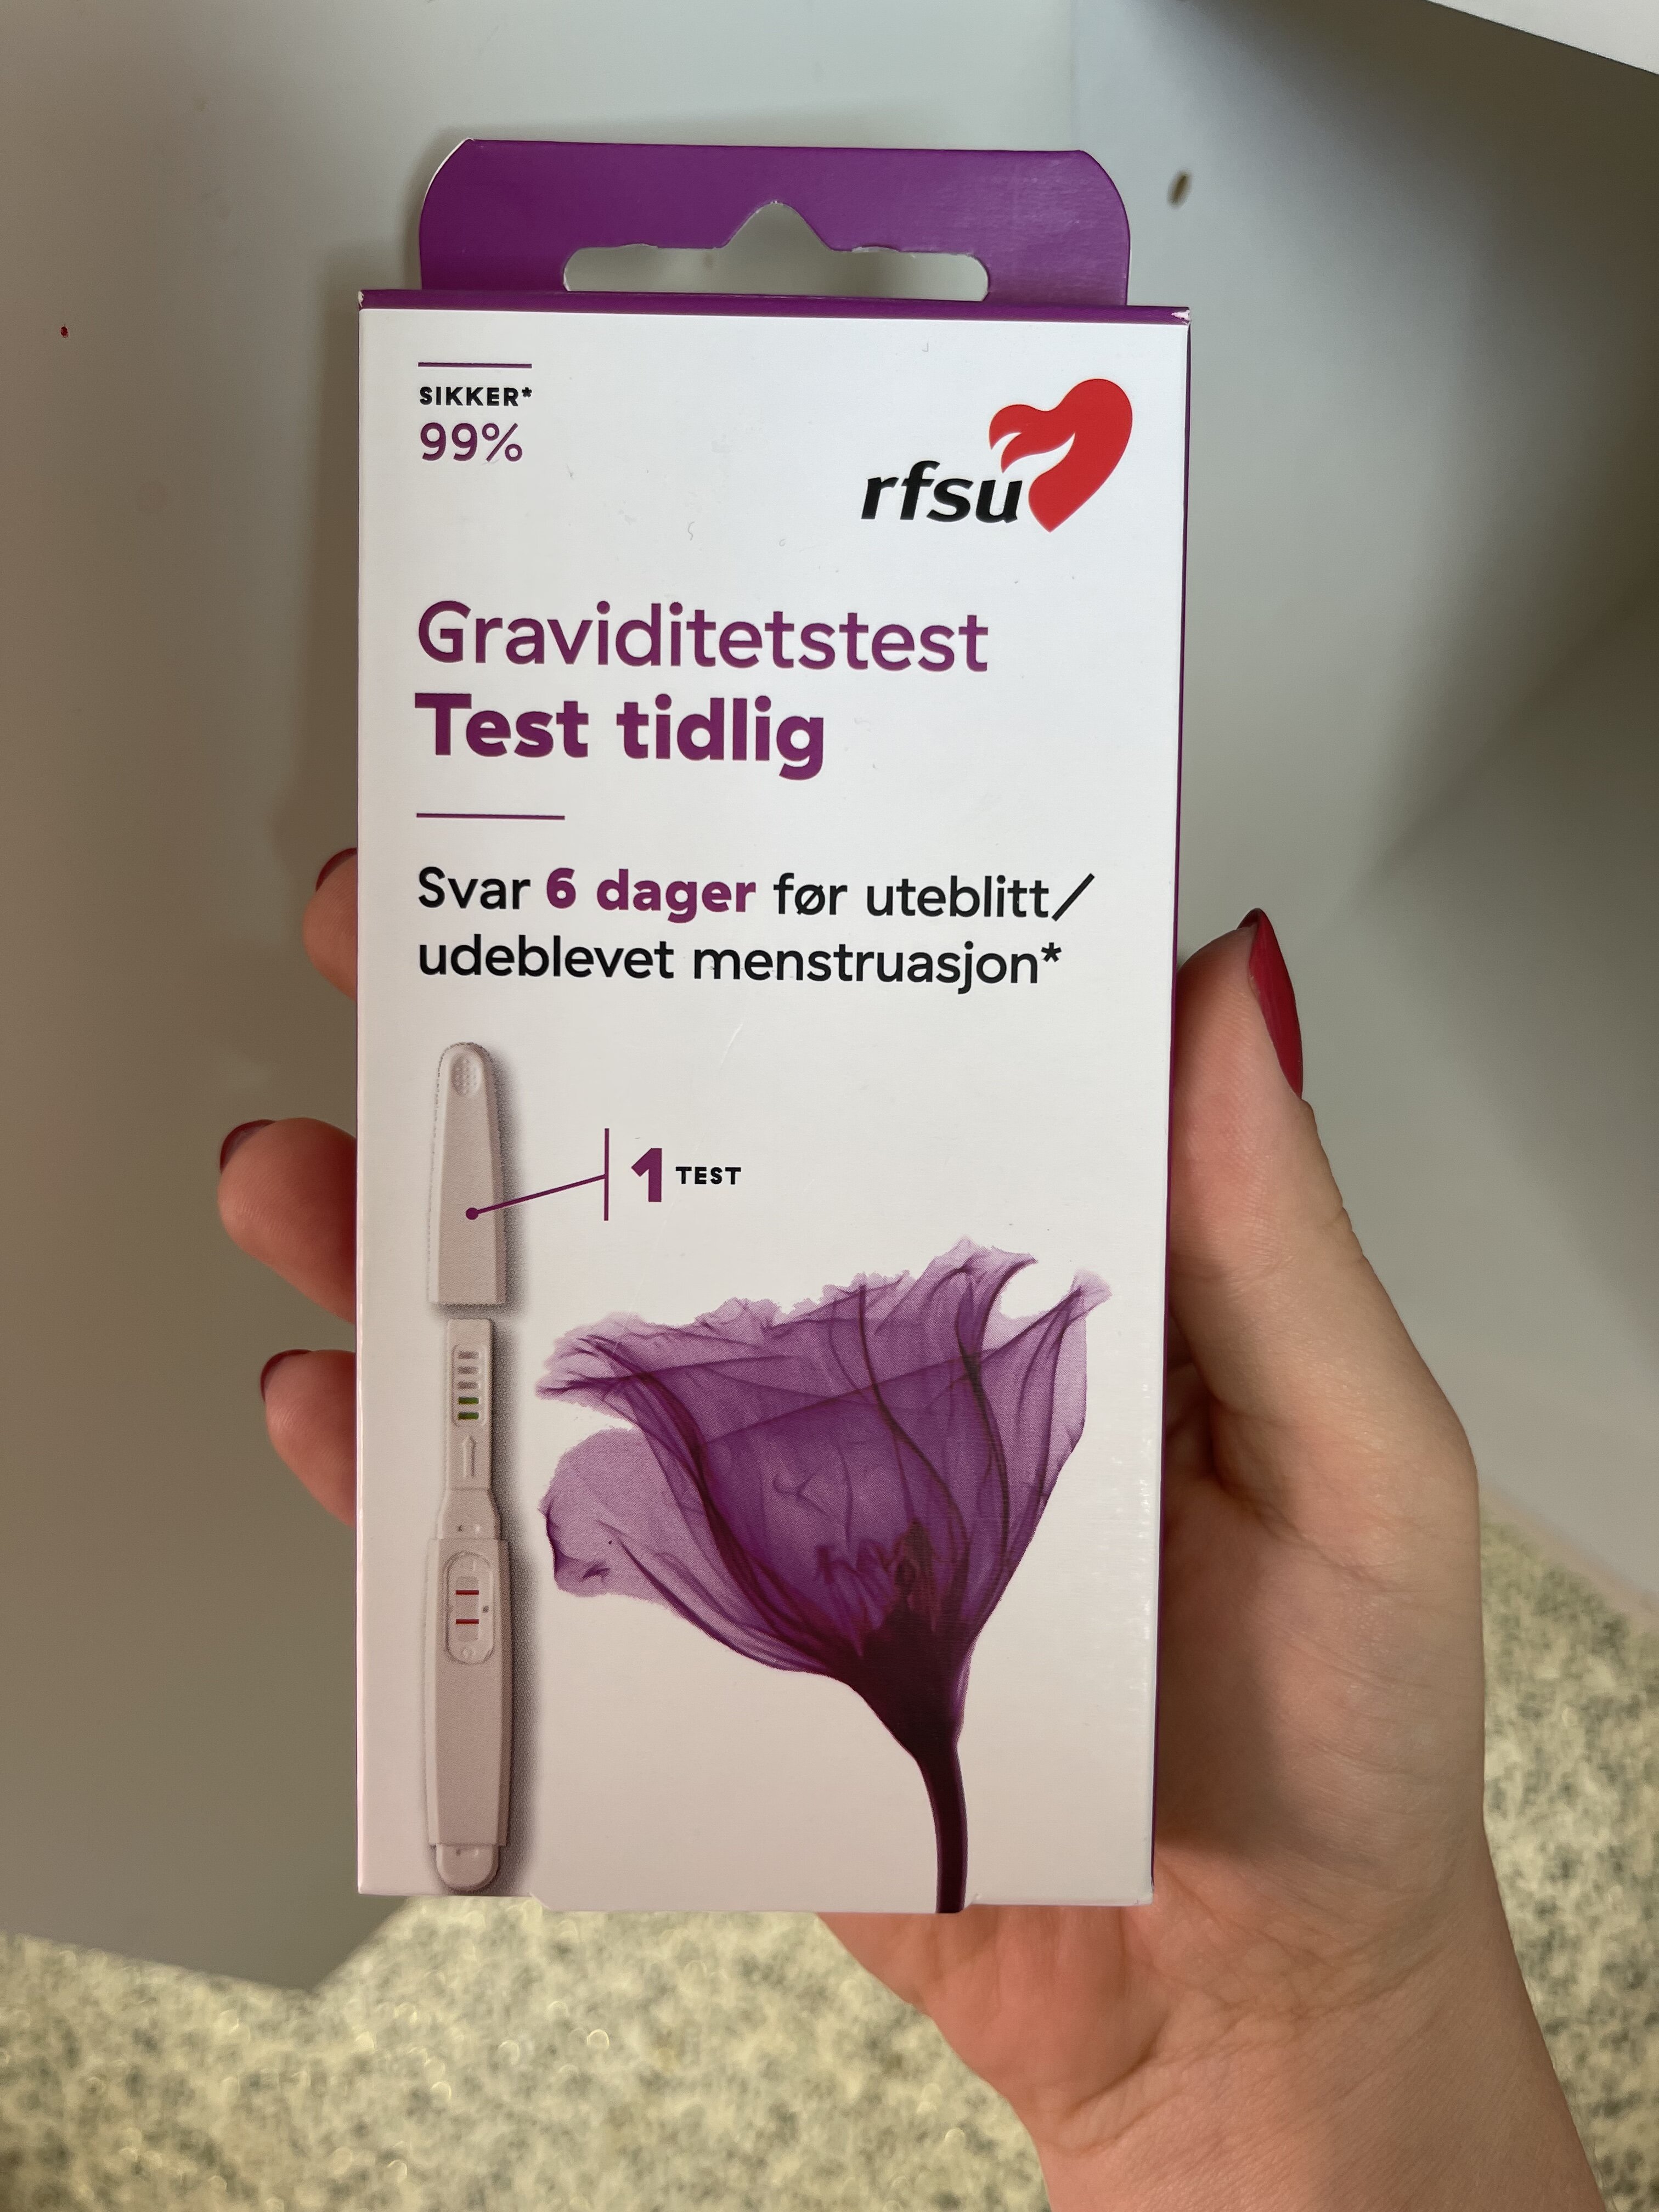 SIKKER*
99%
rfsu
Graviditetstest
Test tidlig
Svar 6 dager før uteblitt/
udeblevet menstruasjon*
1 TEST